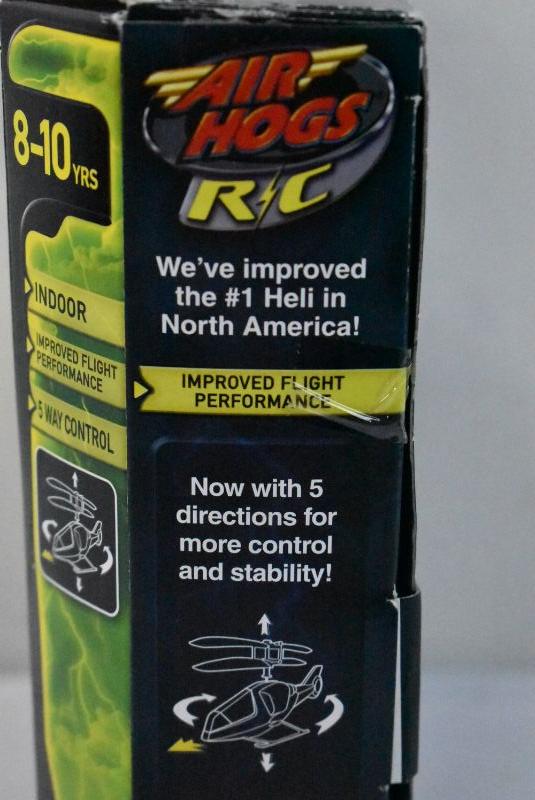 8-10 YRS
INDOOR
IMPROVED FLIGHT
PERFORMANCE
5 WAY CONTROL
AIR
HOGS
R/C
We've improved
the #1 Heli in
North America!
IMPROVED FLIGHT
PERFORMANCE
Now with 5
directions for
more control
and stability!